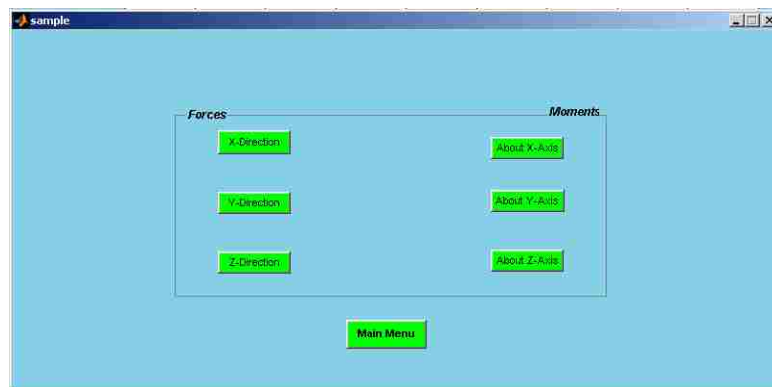 sample
Forces
Moments
X-Direction
About X-Axis
Y-Direction
About Y-Axis
Z-Direction
About Z-Axis
Main Menu